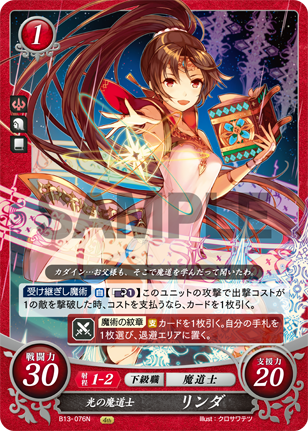 1
SAMPLE
カダイン…お父様も、そこで魔道を学んだって聞いたわ。
受け継ぎし魔術 自 【1】このユニットの攻撃で出撃コストが
1の敵を撃破した時、コストを支払うなら、カードを1枚引く。
魔術の紋章 支 カードを1枚引く。自分の手札を
1枚選び、退避エリアに置く。
戦闘力
30
射程 1-2 下級職 魔道士
支援力
20
光の魔道士 リンダ
B13-076N
Illust:クロサワテツ